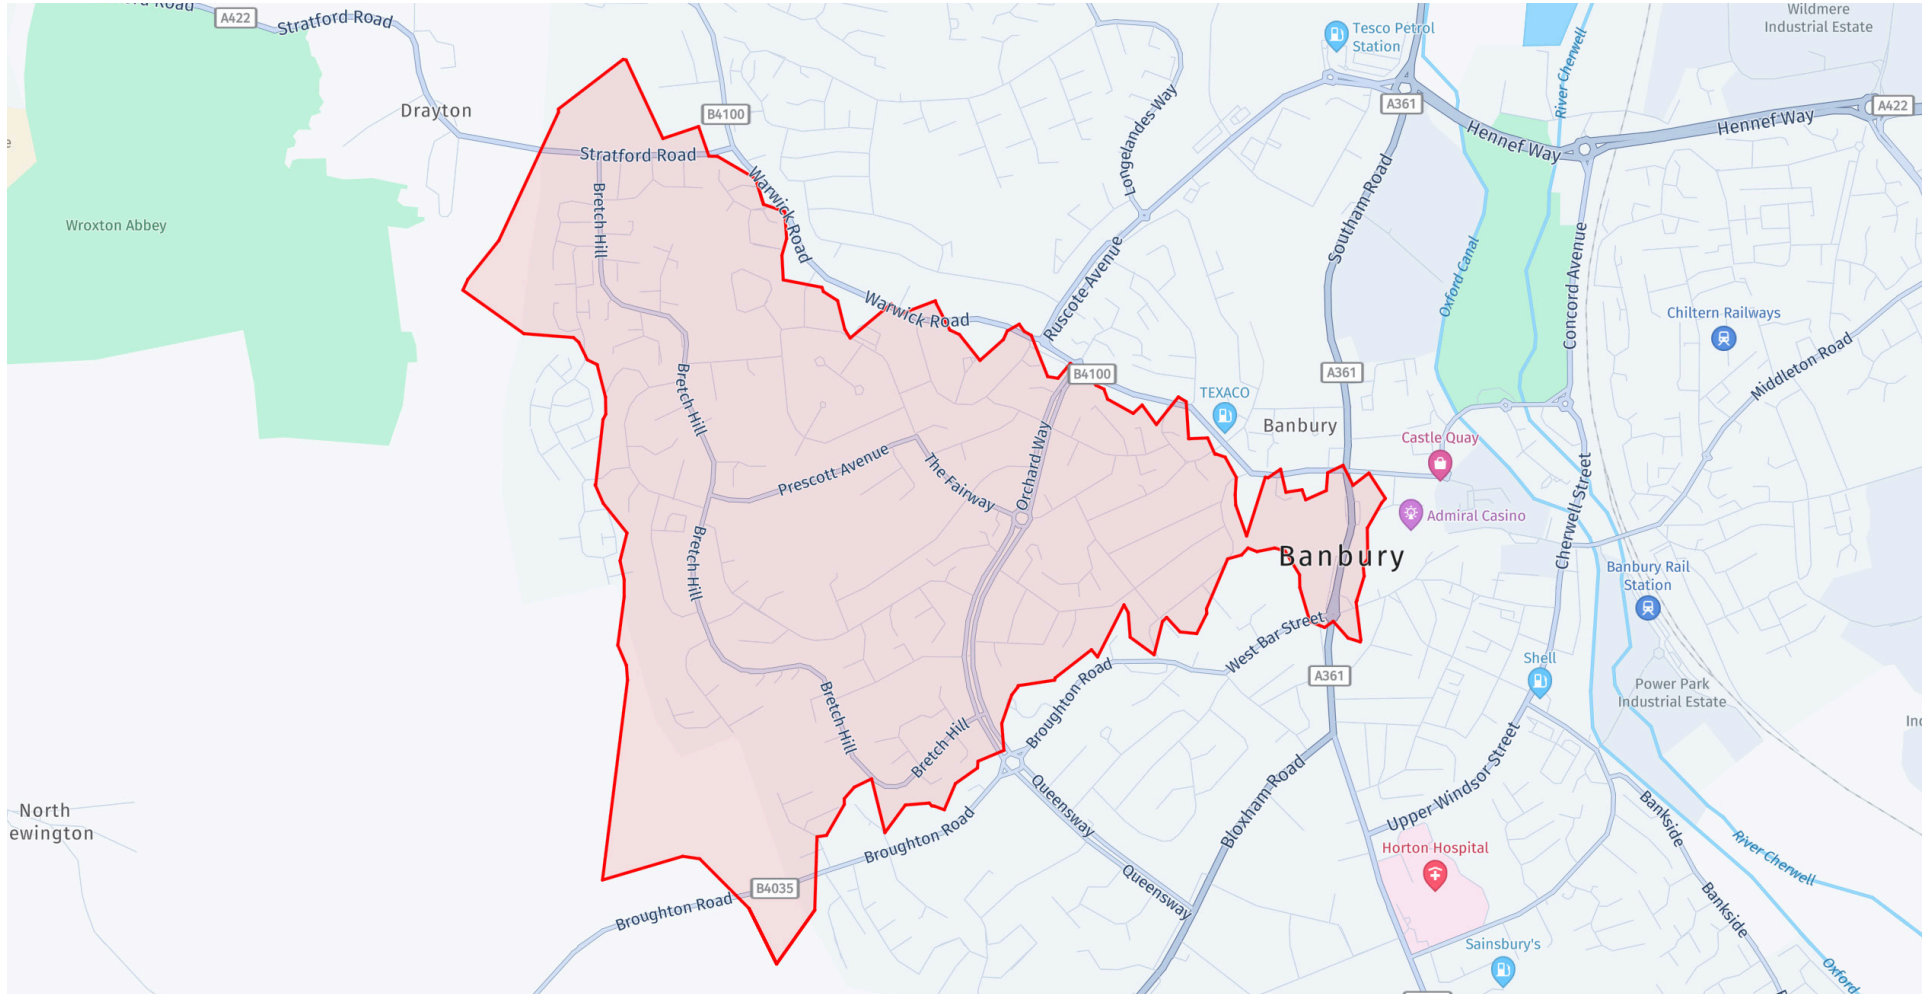 Road
A422
Stratford Road
Tesco Petrol
Station
Wildmere
Industrial Estate
River Cherwell
Drayton
B4100
A361
A422
Hennef Way
Hennef Way
Stratford Road
Longelandes Way
Warwick Road
Bretch Hill
Southam Road
Wroxton Abbey
Oxford Canal
Concord Avenue
Ruscote Avenue
Warwick Road
Chiltern Railways
Middleton Road
B4100
A361
TEXACO
Bretch Hill
Banbury
Castle Quay
Prescott Avenue
The Fairway
Orchard Way
Admiral Casino
Cherwell Street
Banbury
Bretch Hill
Banbury Rail
Station
West Bar Street
Shell
A361
Broughton Road
Power Park
Industrial Estate
Bretch Hill
Bretch Hill
Queensway
Bloxham Road
Upper Windsor Street
Bankside
North
ewington
Broughton Road
Horton Hospital
River Cherwell
B4035
Queensway
Broughton Road
Bankside
Sainsbury's
Oxford